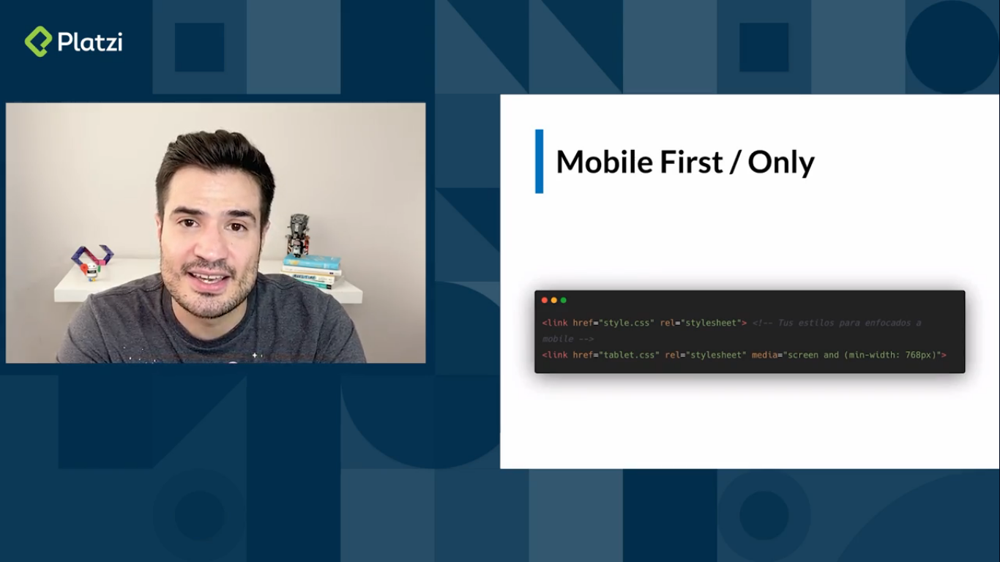 Platzi
Mobile First / Only
<link href="style.css" rel="stylesheet"> <!-- Tus estilos para enfocados a
mobile -->
<link href="tablet.css" rel="stylesheet" media="screen and (min-width: 768px)">